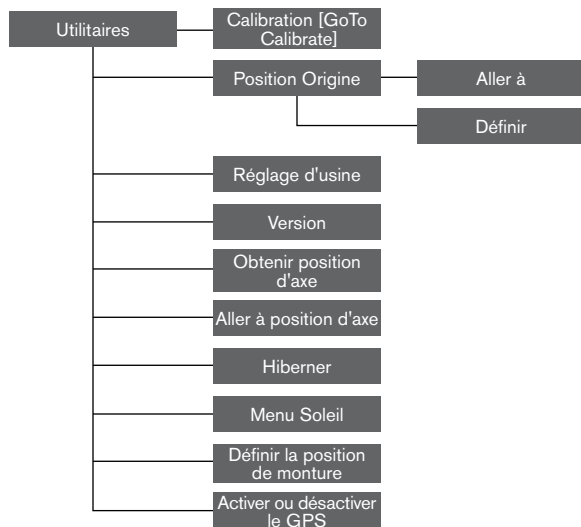 Utilitaires
Calibration [GoTo
Calibrate]
Position Origine
Aller à
Définir
Réglage d'usine
Version
Obtenir position
d'axe
Aller à position d'axe
Hiberner
Menu Soleil
Définir la position
de monture
Activer ou désactiver
le GPS